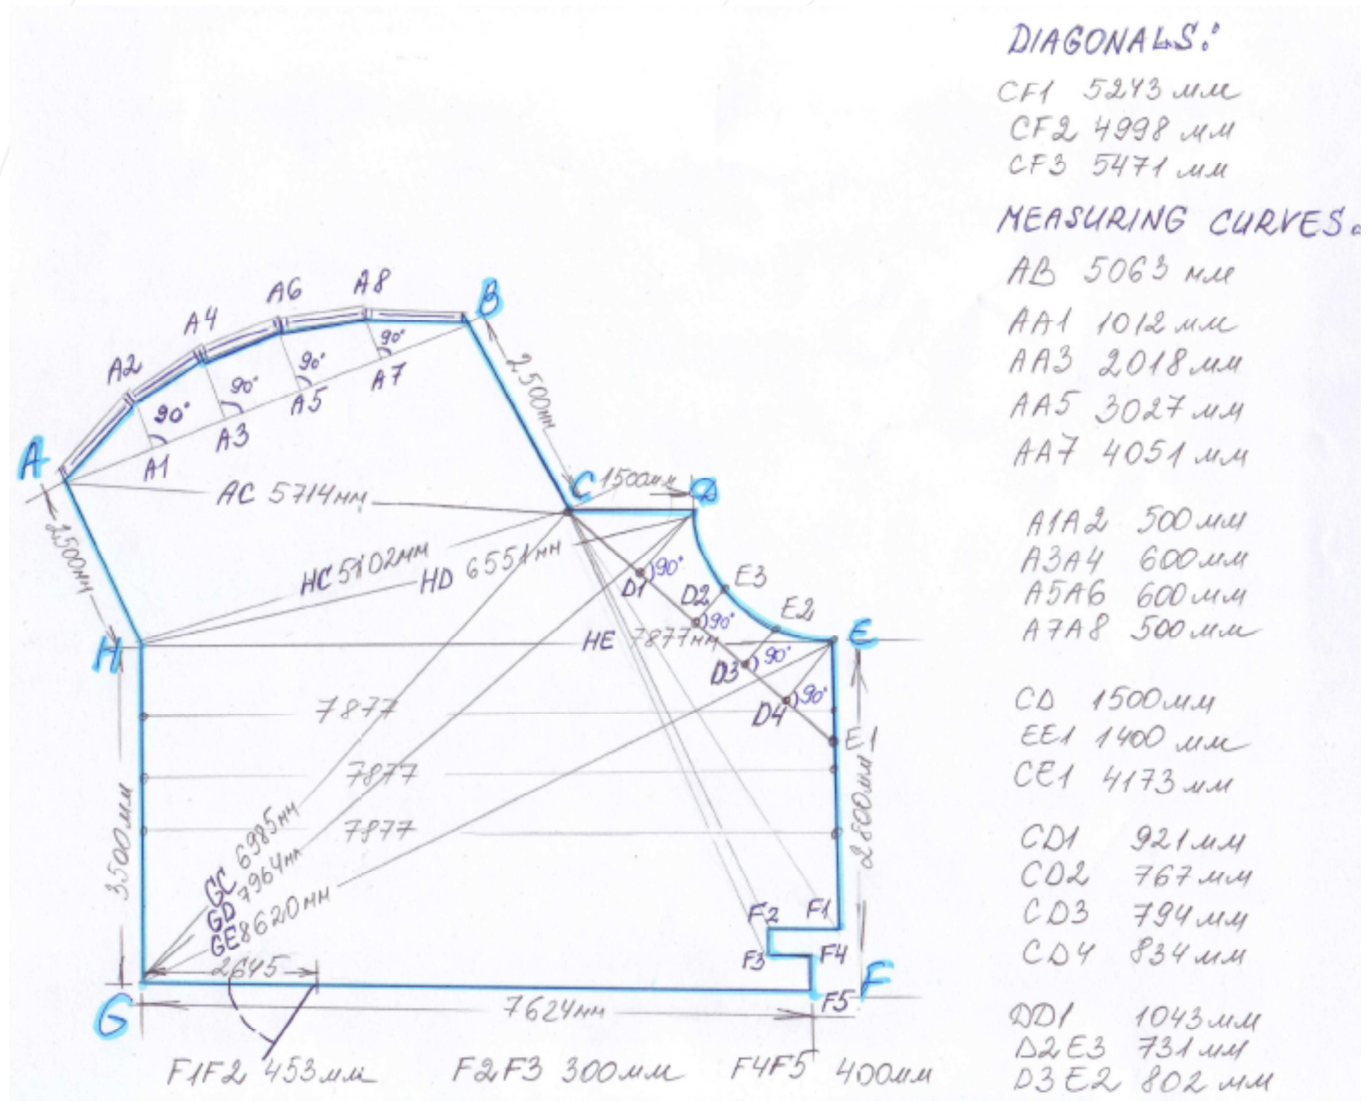 DIAGONALS:
CF1 5243 мм
CF2 4998 мм
CF3 5471 мм
MEASURING CURVES:
AB 5063 мм
AA1 1012 мм
AA3 2018 мм
AA5 3027 мм
AA7 4051 мм
A1A2 500 мм
A3A4 600 мм
A5A6 600 мм
A7A8 500 мм
CD 1500 мм
EE1 1400 мм
CE1 4173 мм
CD1 921 мм
CD2 767 мм
CD3 794 мм
CD4 834 мм
DD1 1043 мм
D2E3 731 мм
D3E2 802 мм
A8
A6
B
A4
A2
90°
90°
90°
90°
A7
A5
A3
A1
A
2500мм
2500мм
C
1500мм
D
AC 5714мм
HC 5102мм
HD 6551мм
D1
90°
D2
E3
90°
E2
E
H
HE 7877мм
D3
90°
D4
90°
E1
7877
7877
7877
3500мм
2800мм
GC 6985мм
GD 7964мм
GE 8620мм
F2
F1
F3
F4
F
F5
2645
G
7624мм
F1F2 453мм
F2F3 300мм
F4F5 400мм